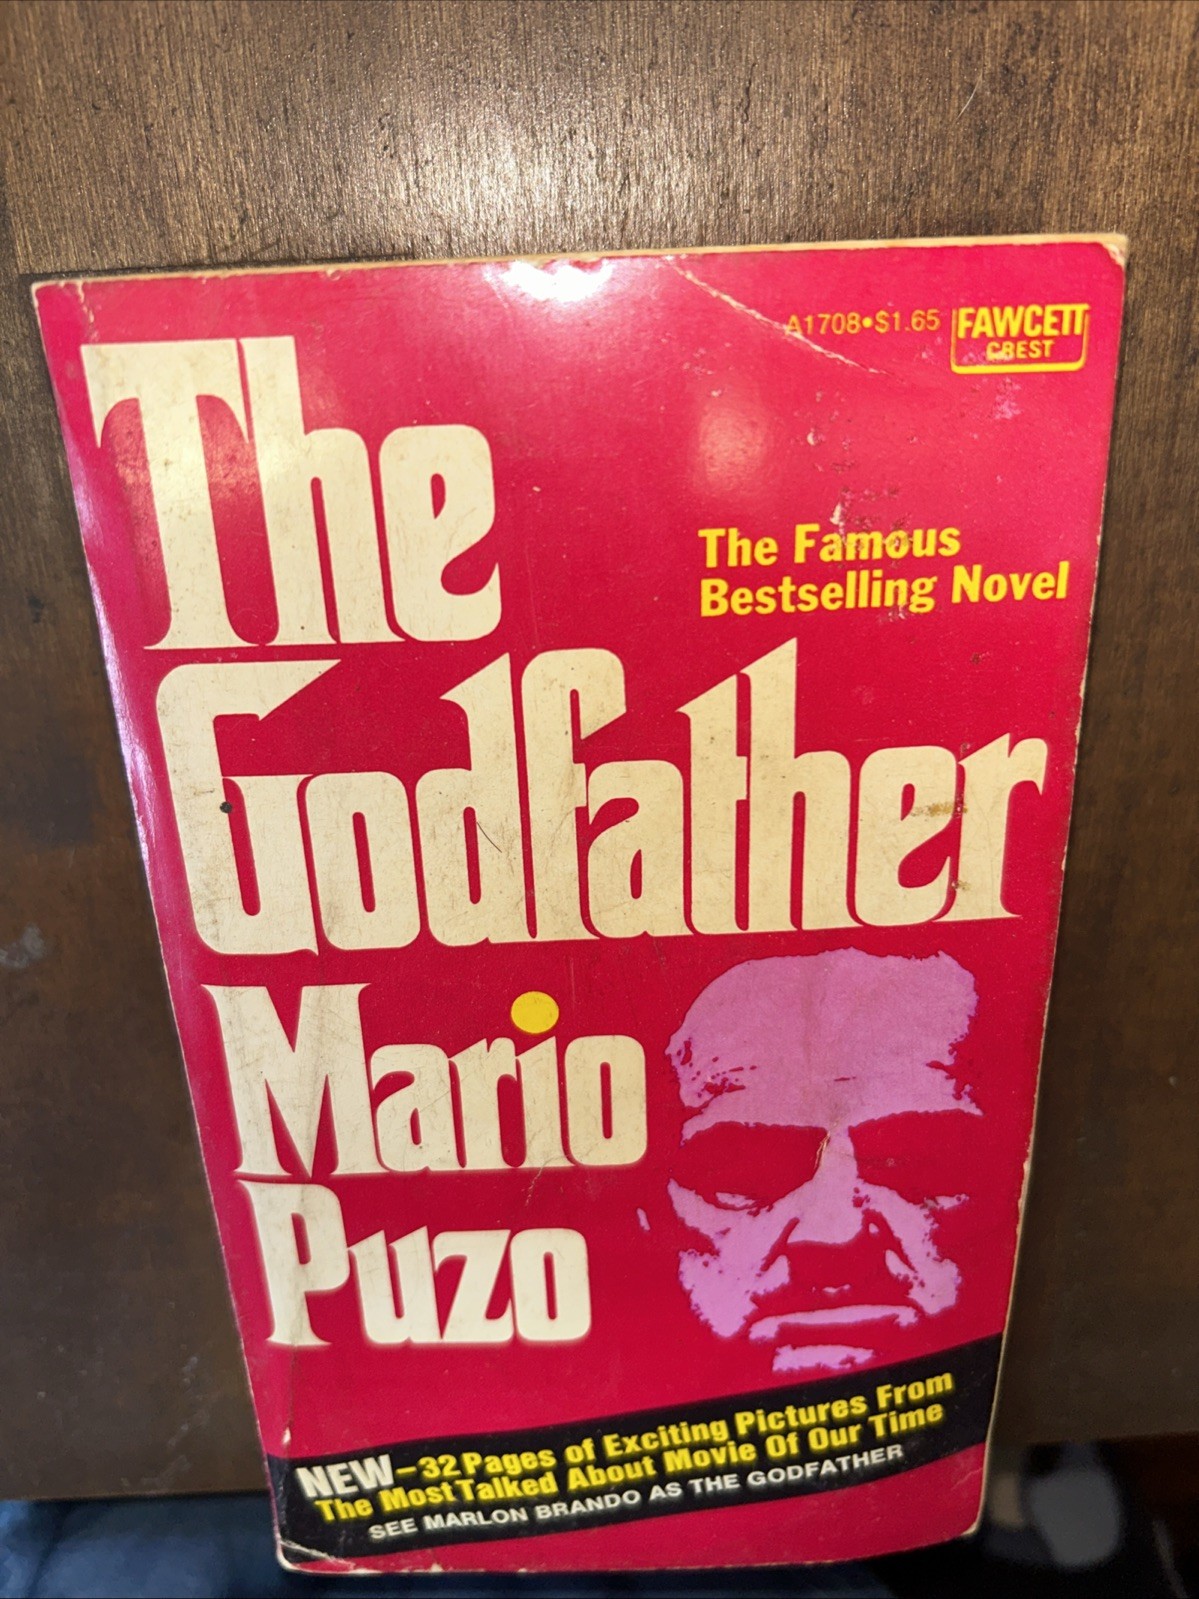 A1708•$1.65 FAWCETT
CREST
The
The Famous
Bestselling Novel
Godfather
Mario
Puzo
NEW–32 Pages of Exciting Pictures From
The Most Talked About Movie Of Our Time
SEE MARLON BRANDO AS THE GODFATHER